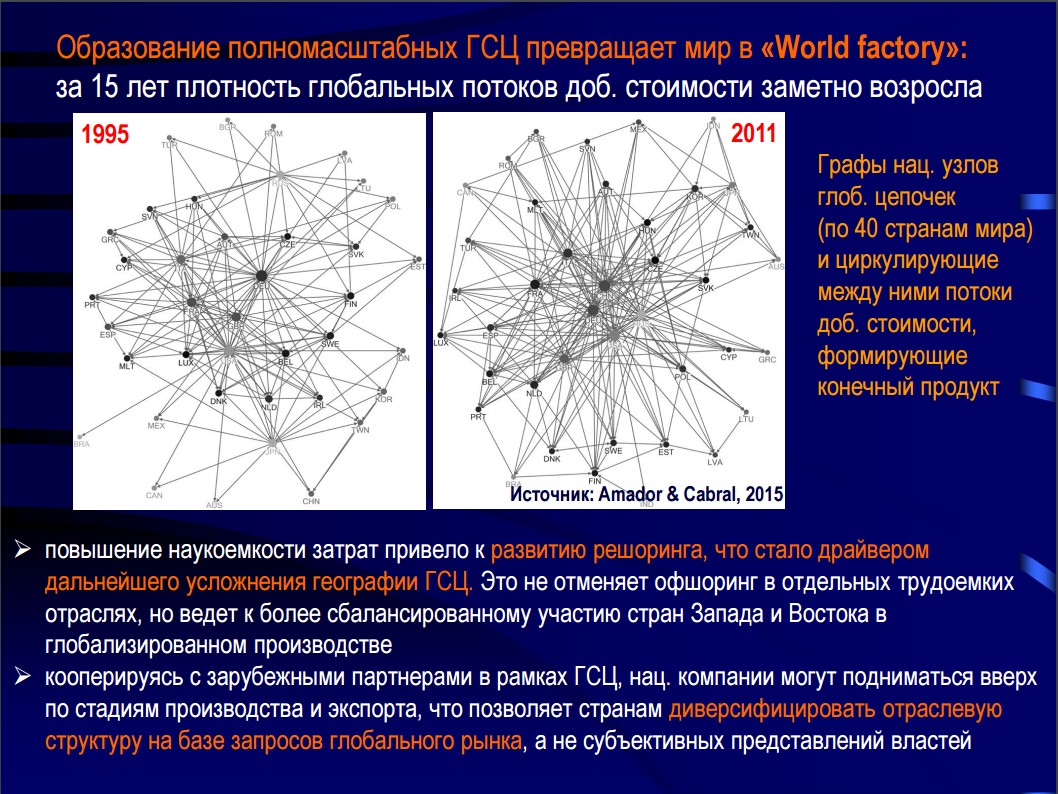 Образование полномасштабных ГСЦ превращает мир в «World factory»:
за 15 лет плотность глобальных потоков доб. стоимости заметно возросла
1995
BGR
ROM
TUR
LVA
LTU
POL
HUN
SVN
GRC
AUT
CZE
SVK
CYP
EST
DEU
PRT
FRA
FIN
GBR
ESP
SWE
MLT
LUX
BEL
IDN
DNK
NLD
IRL
KOR
MEX
TWN
BRA
JPN
CAN
AUS
CHN
2011
MEX
IDN
BGR
SVN
ROM
CAN
AUT
KOR
MLT
HUN
TWN
TUR
CZE
AUS
SVK
IRL
FRA
LUX
ESP
CYP
GRC
GBR
BEL
POL
NLD
PRT
LTU
SWE
EST
DNK
LVA
FIN
BRA
IND
Источник: Amador & Cabral, 2015
Графы нац. узлов
глоб. цепочек
(по 40 странам мира)
и циркулирующие
между ними потоки
доб. стоимости,
формирующие
конечный продукт
➢ повышение наукоемкости затрат привело к развитию решоринга, что стало драйвером
дальнейшего усложнения географии ГСЦ. Это не отменяет офшоринг в отдельных трудоемких
отраслях, но ведет к более сбалансированному участию стран Запада и Востока в
глобализированном производстве
➢ кооперируясь с зарубежными партнерами в рамках ГСЦ, нац. компании могут подниматься вверх
по стадиям производства и экспорта, что позволяет странам диверсифицировать отраслевую
структуру на базе запросов глобального рынка, а не субъективных представлений властей